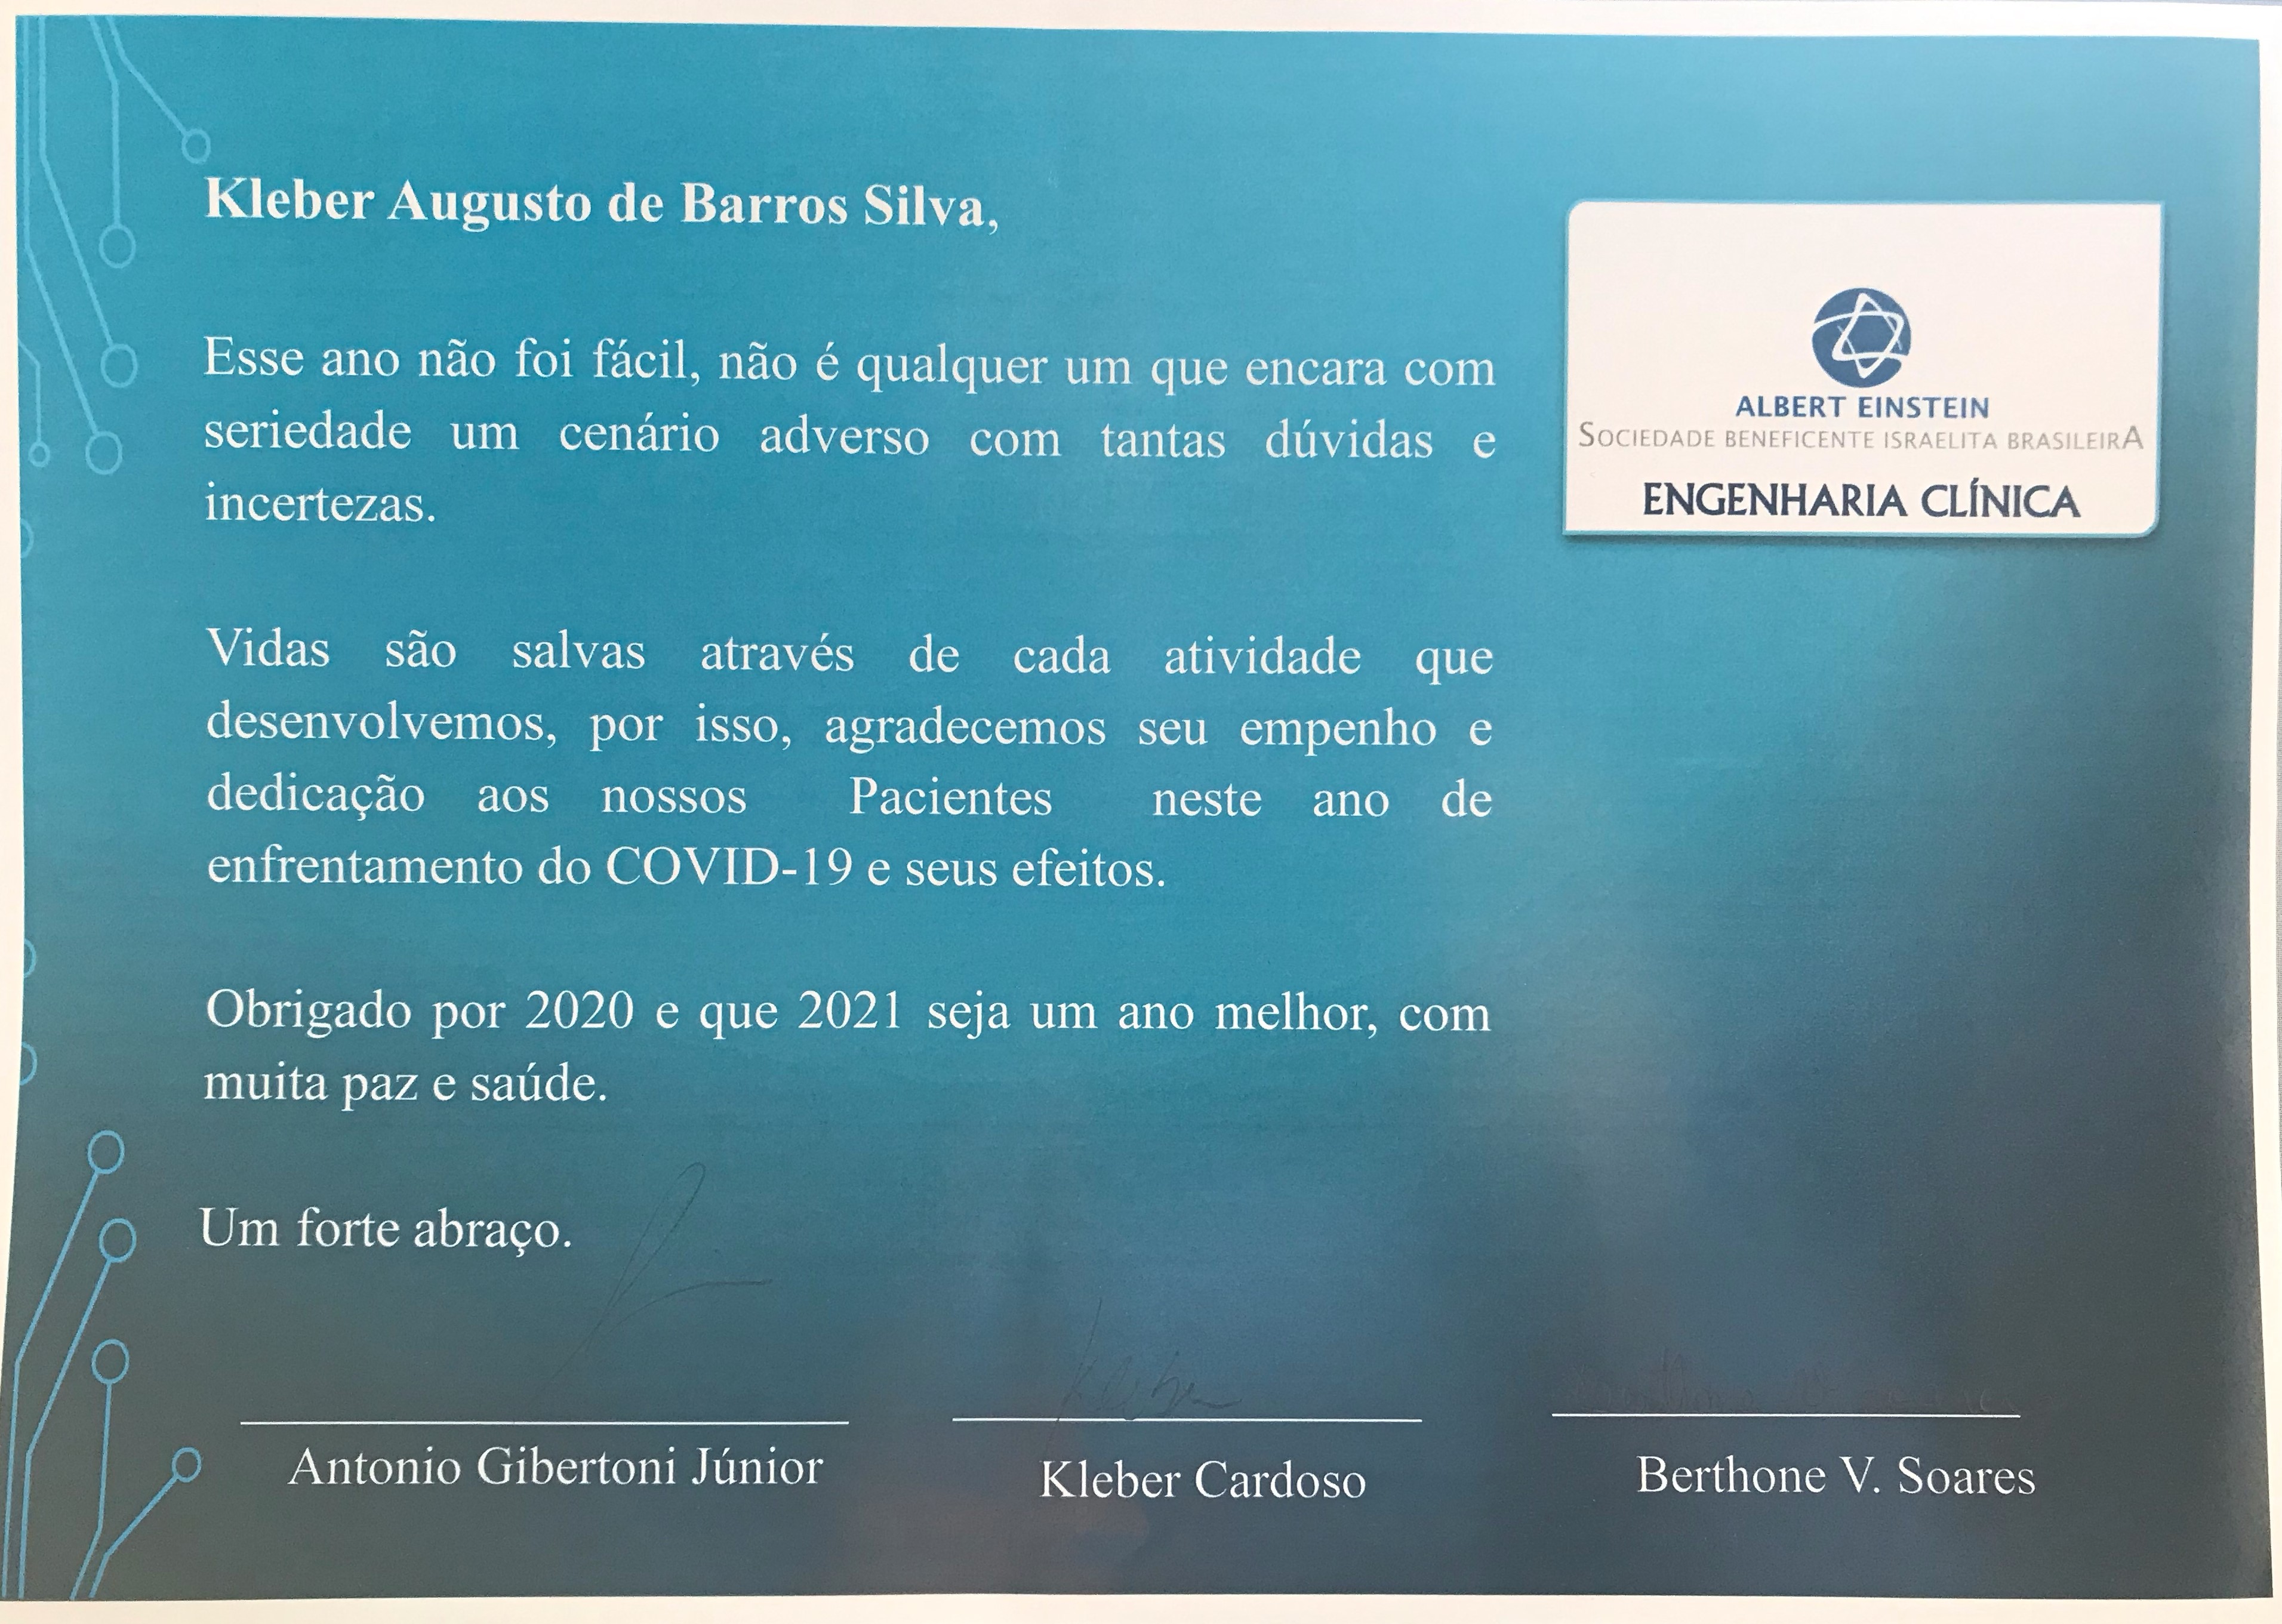 Kleber Augusto de Barros Silva,
Esse ano não foi fácil, não é qualquer um que encara com
seriedade um cenário adverso com tantas dúvidas e
incertezas.
Vidas são salvas através de cada atividade que
desenvolvemos, por isso, agradecemos seu empenho e
dedicação aos nossos Pacientes neste ano de
enfrentamento do COVID-19 e seus efeitos.
Obrigado por 2020 e que 2021 seja um ano melhor, com
muita paz e saúde.
Um forte abraço.
ALBERT EINSTEIN
SOCIEDADE BENEFICENTE ISRAELITA BRASILEIRA
ENGENHARIA CLÍNICA
Kleber
Antonio Gibertoni Júnior
Kleber Cardoso
Berthone V. Soares